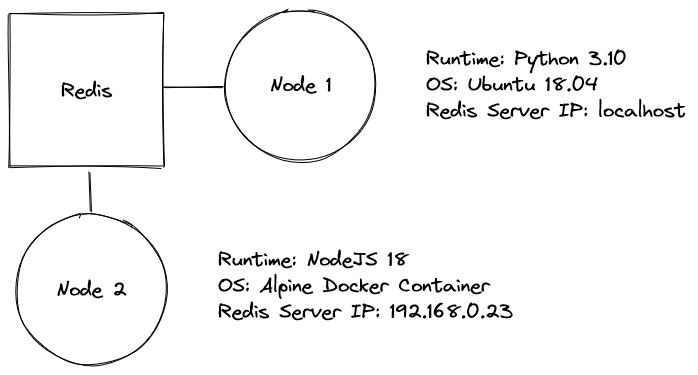 Redis
Node 1
Runtime: Python 3.10
OS: Ubuntu 18.04
Redis Server IP: localhost
Node 2
Runtime: NodeJS 18
OS: Alpine Docker Container
Redis Server IP: 192.168.0.23